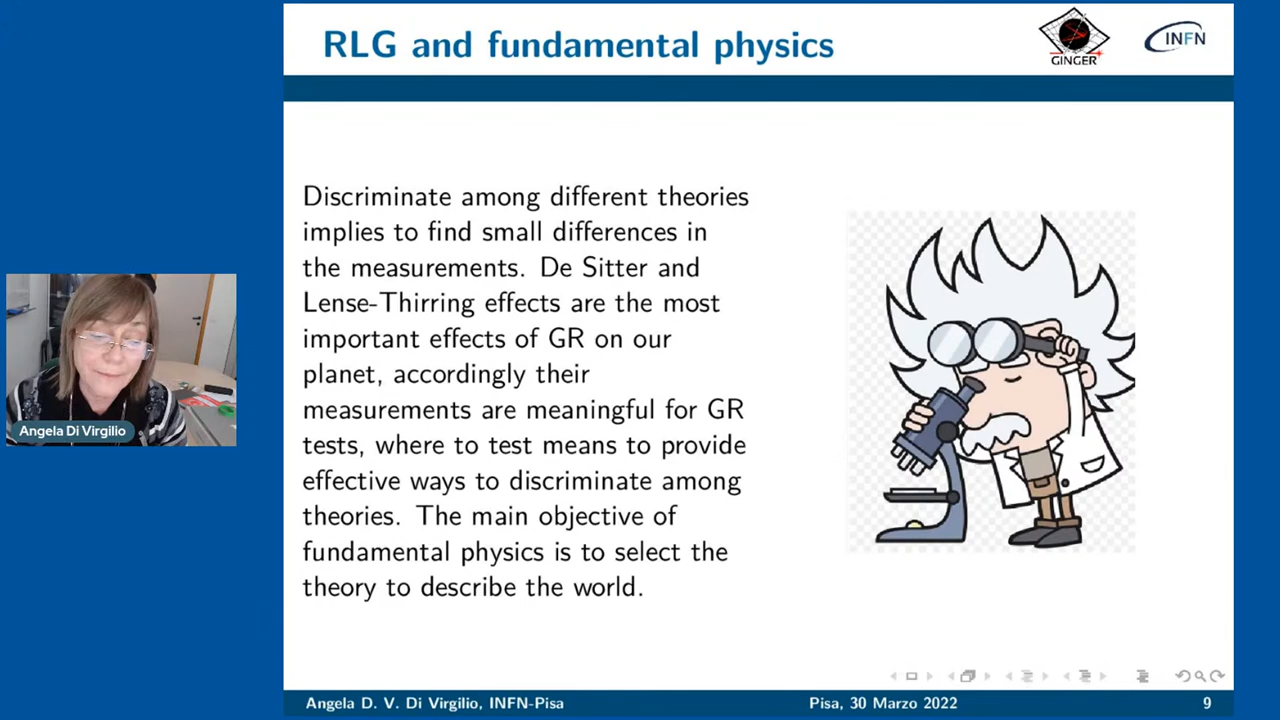 RLG and fundamental physics
GINGER
INFN
Discriminate among different theories
implies to find small differences in
the measurements. De Sitter and
Lense-Thirring effects are the most
important effects of GR on our
planet, accordingly their
measurements are meaningful for GR
tests, where to test means to provide
effective ways to discriminate among
theories. The main objective of
fundamental physics is to select the
theory to describe the world.
Angela Di Virgilio
Angela D. V. Di Virgilio, INFN-Pisa
Pisa, 30 Marzo 2022
9